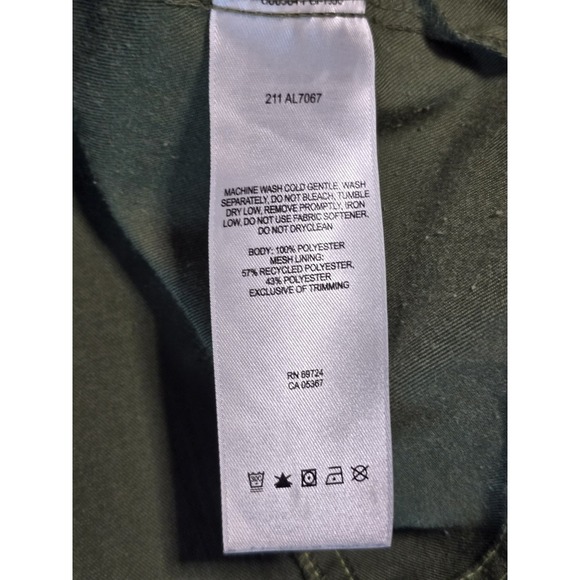 211 AL7067
MACHINE WASH COLD GENTLE, WASH
SEPARATELY, DO NOT BLEACH, TUMBLE
DRY LOW, REMOVE PROMPTLY, IRON
LOW, DO NOT USE FABRIC SOFTENER,
DO NOT DRYCLEAN
BODY: 100% POLYESTER
MESH LINING:
57% RECYCLED POLYESTER,
43% POLYESTER
EXCLUSIVE OF TRIMMING
RN 69724
CA 05367